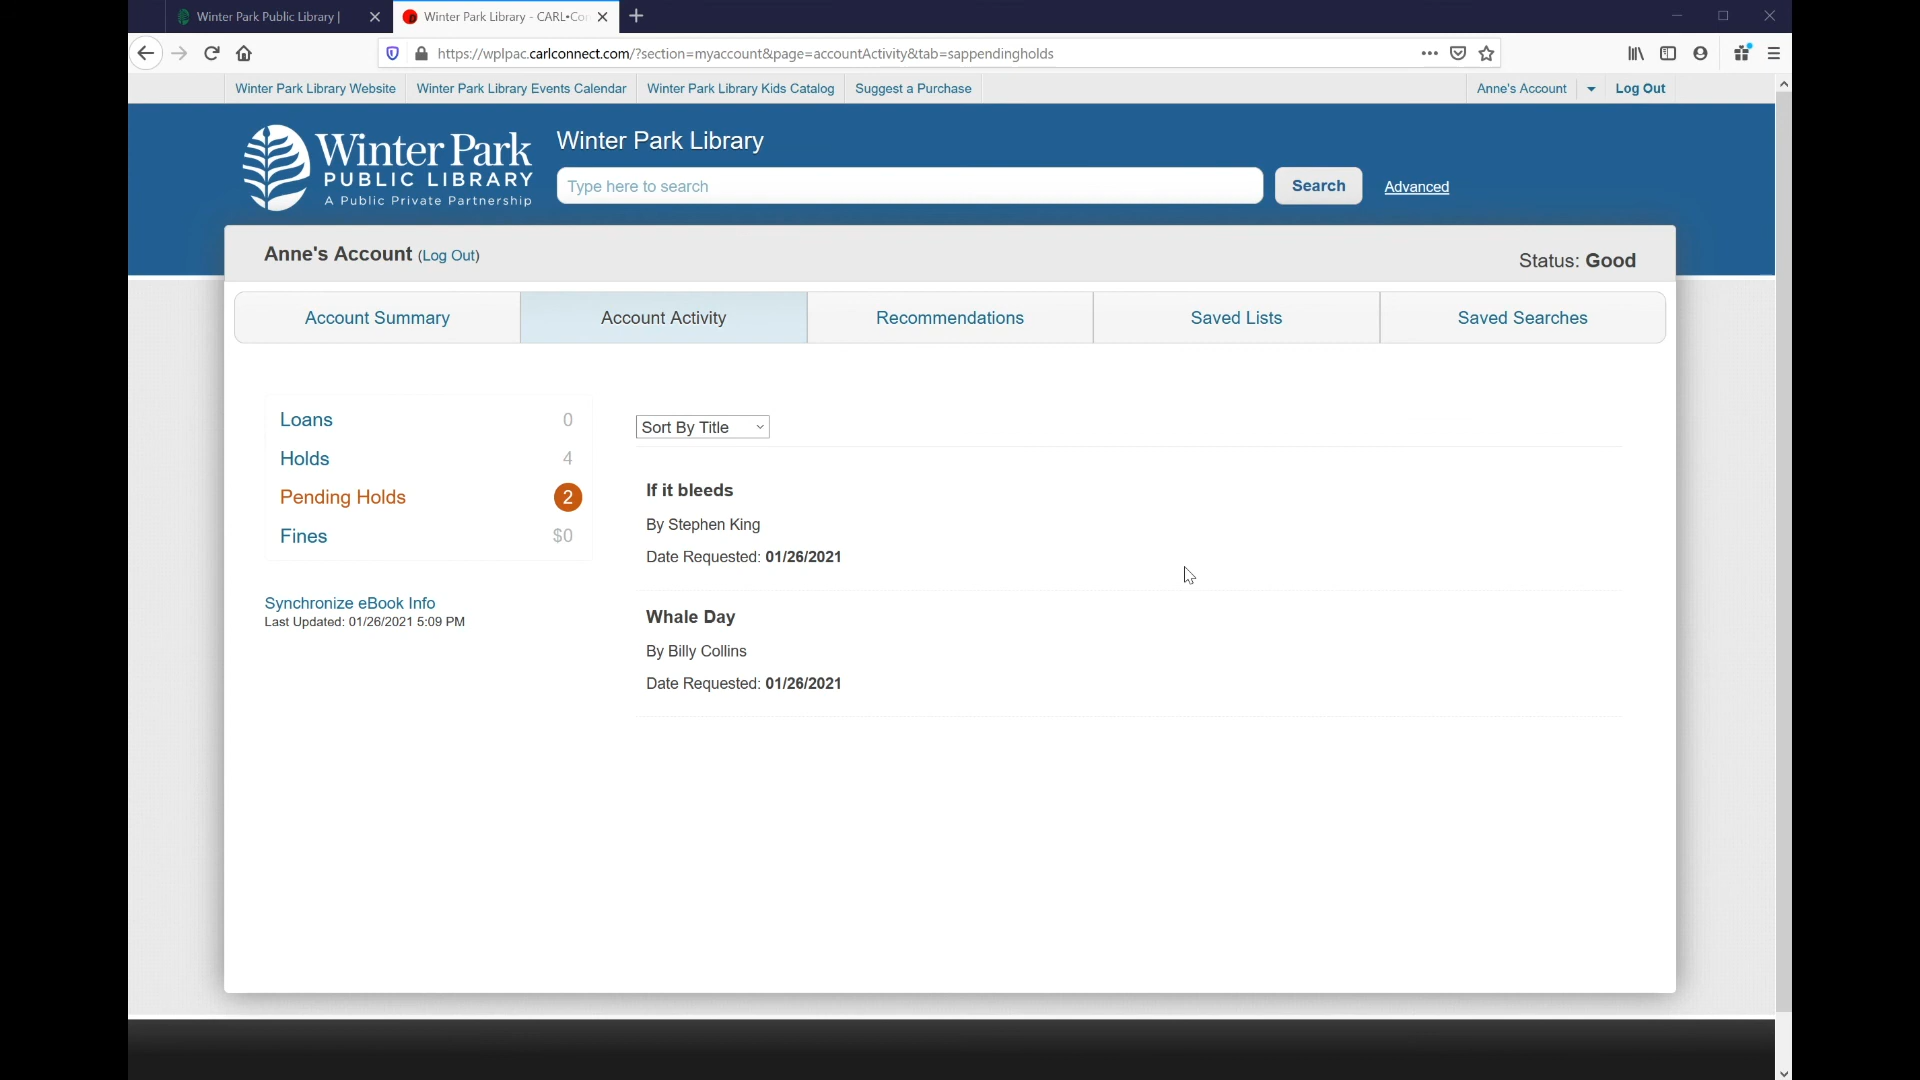 Winter Park Public Library |
Winter Park Library - CARL•Co
https://wplpac.carlconnect.com/?section=myaccount&page=accountActivity&tab=sappendingholds
Winter Park Library Website
Winter Park Library Events Calendar
Winter Park Library Kids Catalog
Suggest a Purchase
Anne's Account
Log Out
Winter Park
PUBLIC LIBRARY
A Public Private Partnership
Winter Park Library
Type here to search
Search
Advanced
Anne's Account (Log Out)
Status: Good
Account Summary
Account Activity
Recommendations
Saved Lists
Saved Searches
Loans 0
Holds 4
Pending Holds 2
Fines $0
Synchronize eBook Info
Last Updated: 01/26/2021 5:09 PM
Sort By Title
If it bleeds
By Stephen King
Date Requested: 01/26/2021
Whale Day
By Billy Collins
Date Requested: 01/26/2021